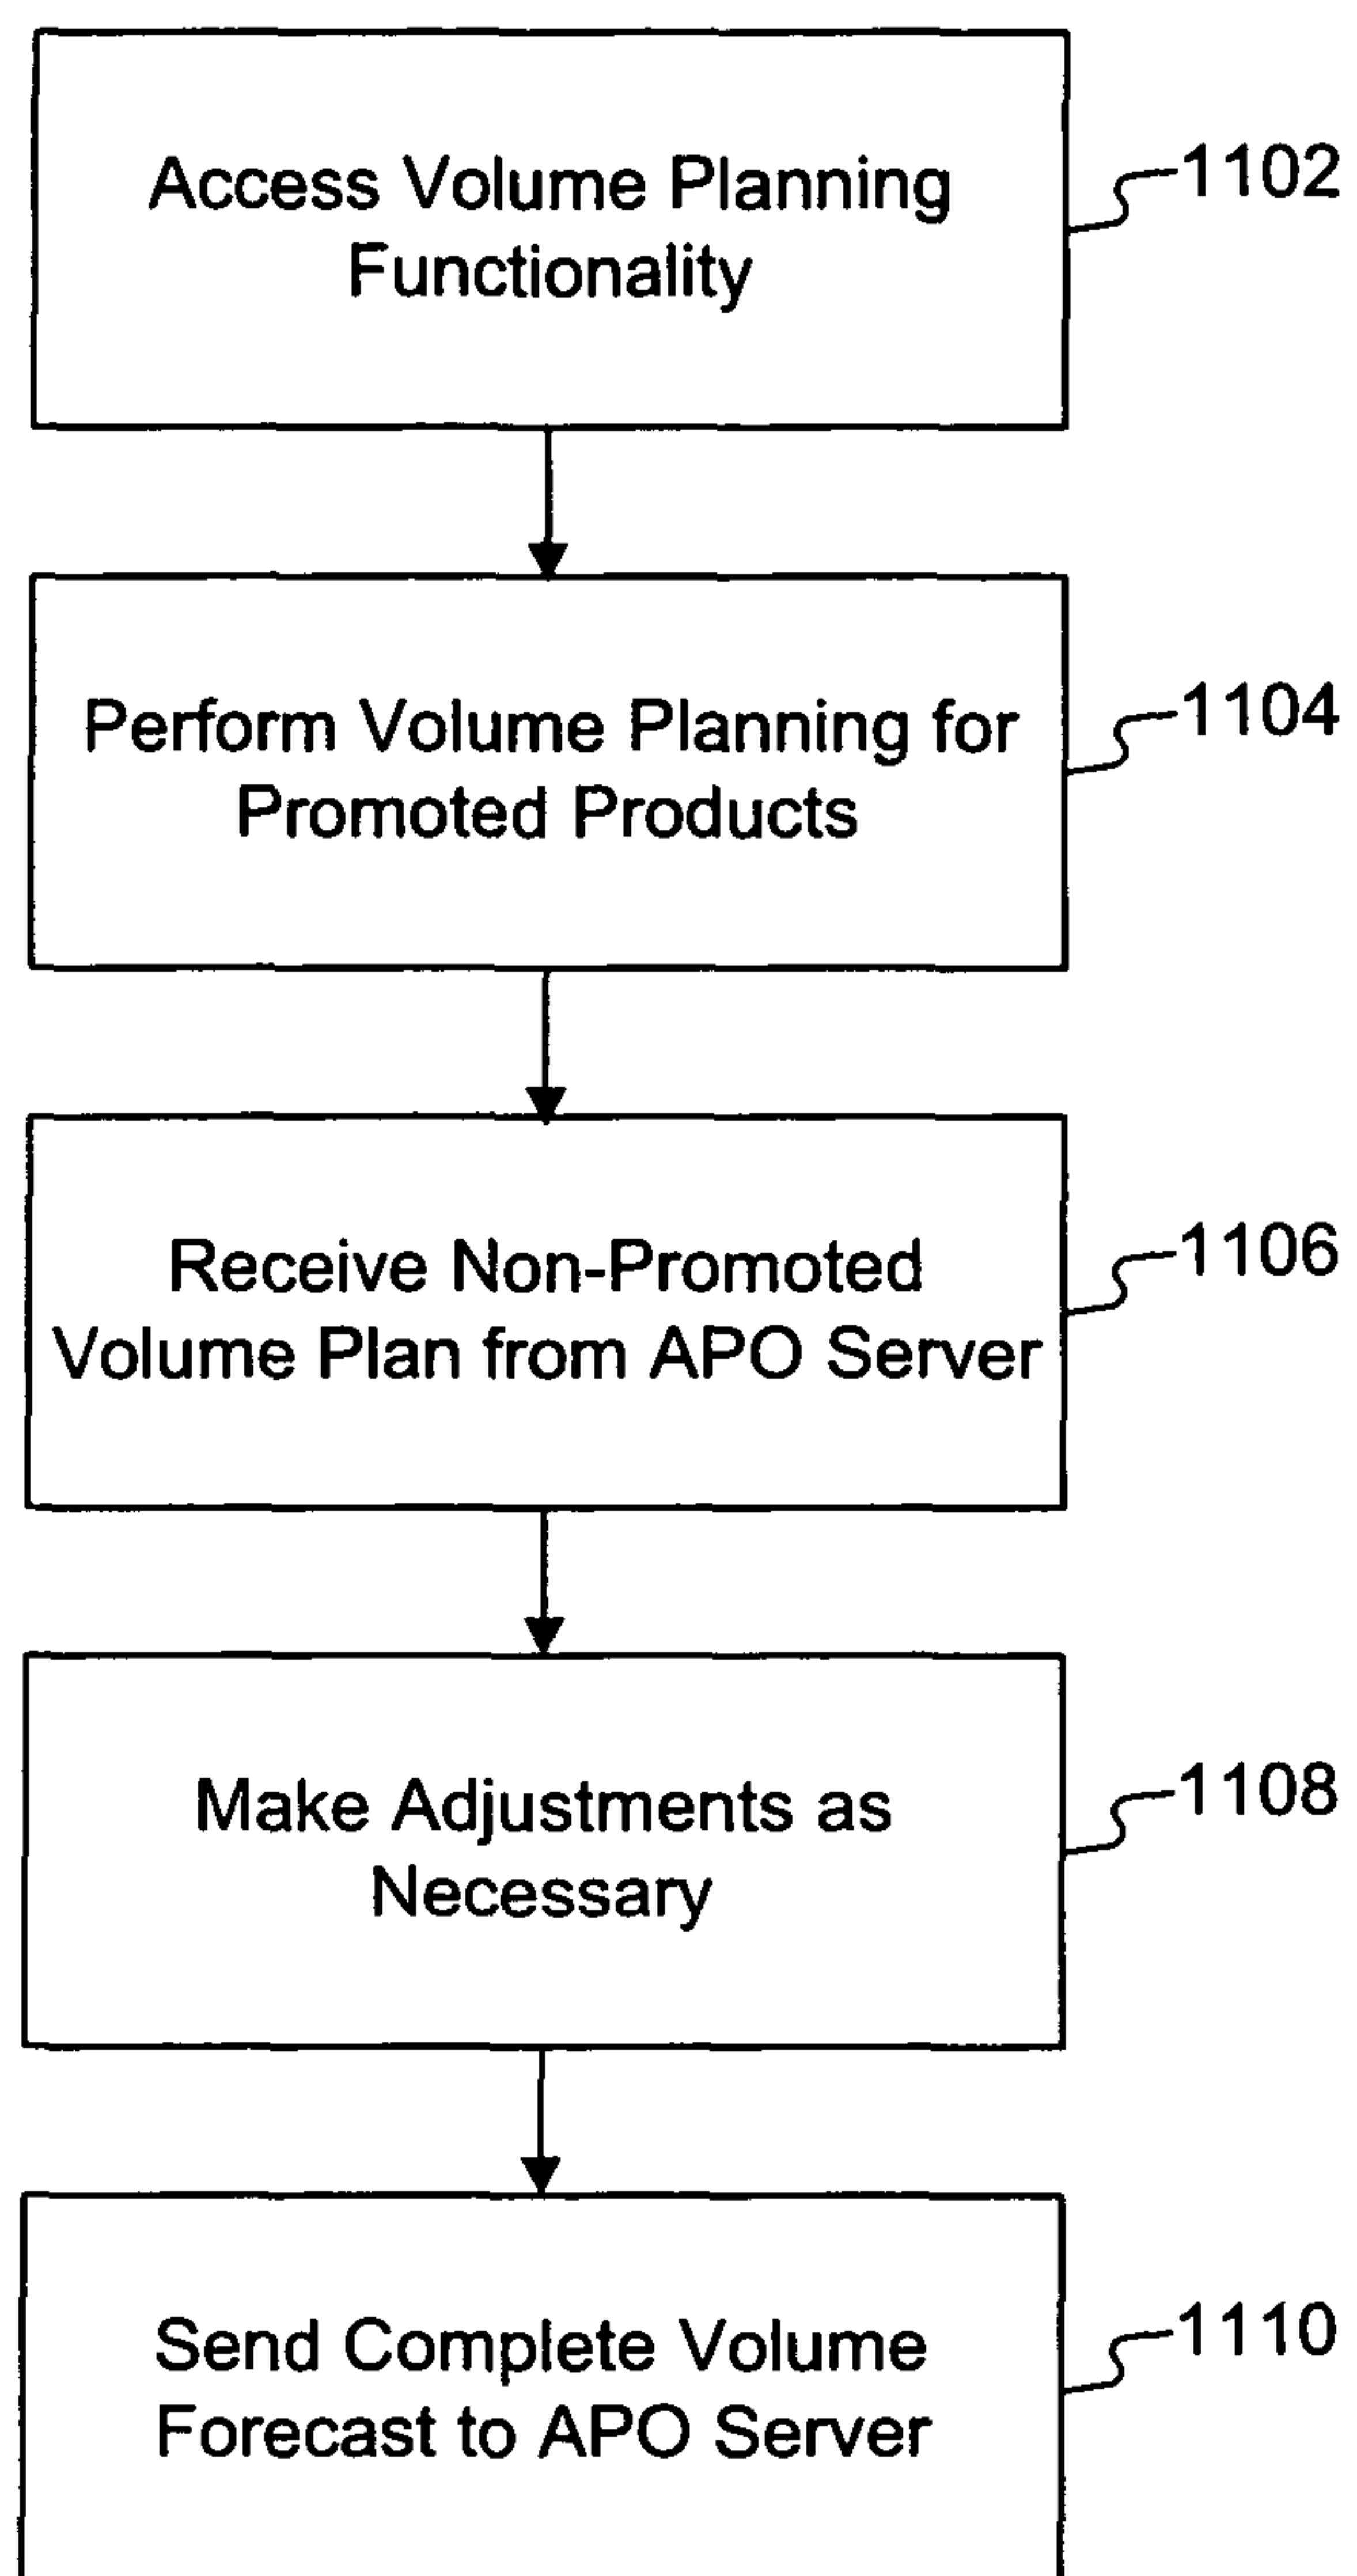 Access Volume Planning
Functionality
1102
Perform Volume Planning for
Promoted Products
1104
Receive Non-Promoted
Volume Plan from APO Server
1106
Make Adjustments as
Necessary
1108
Send Complete Volume
Forecast to APO Server
1110